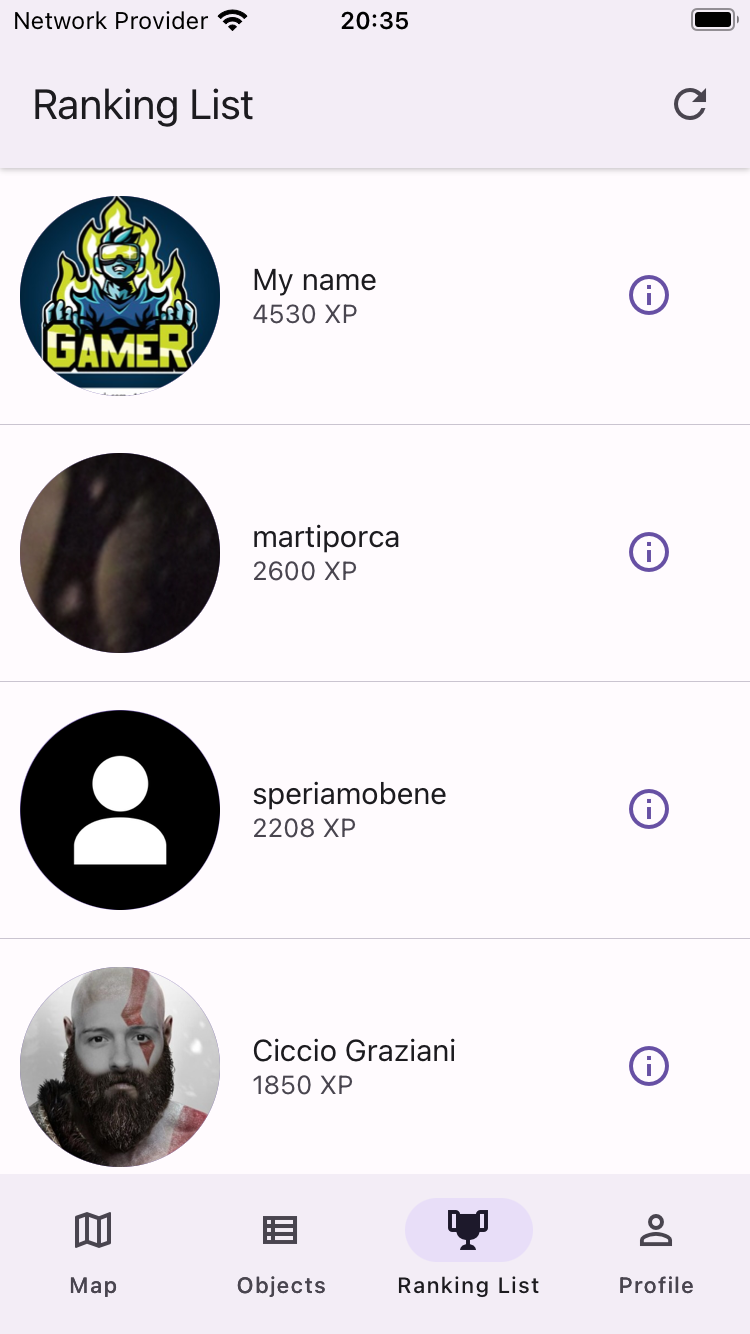 Network Provider 20:35
Ranking List
GAMER
My name
4530 XP
martiporca
2600 XP
speriamobene
2208 XP
Ciccio Graziani
1850 XP
Map Objects Ranking List Profile